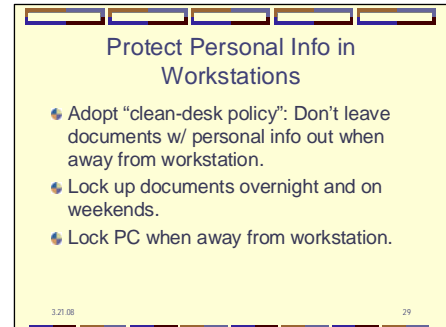 Protect Personal Info in
Workstations
Adopt “clean-desk policy”: Don’t leave
documents w/ personal info out when
away from workstation.
Lock up documents overnight and on
weekends.
Lock PC when away from workstation.
3.21.08 29